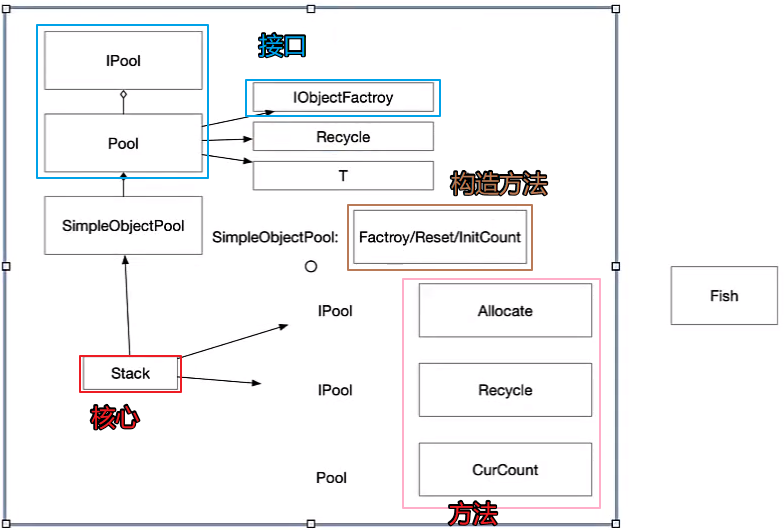 接口
IPool
IObjectFactroy
Pool
Recycle
T
构造方法
SimpleObjectPool
SimpleObjectPool:
Factroy/Reset/InitCount
Fish
IPool
Allocate
Stack
IPool
Recycle
核心
Pool
CurCount
方法